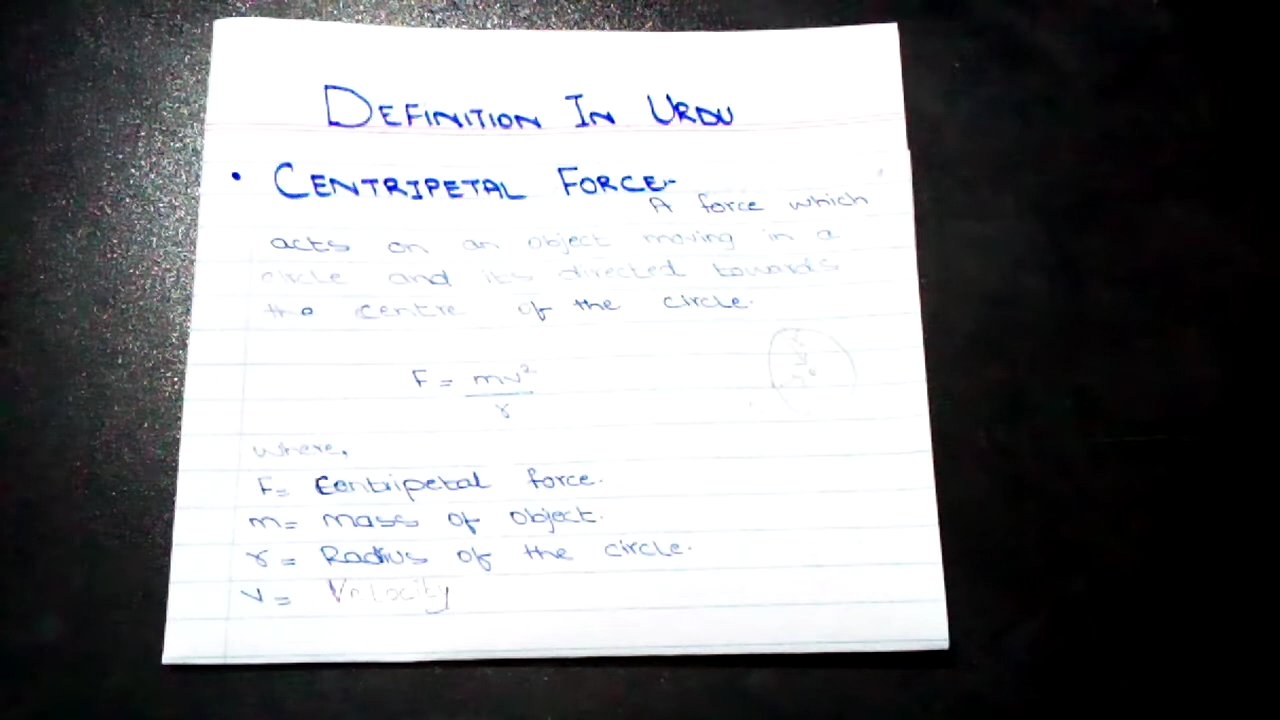 DEFINITION IN URDU
• CENTRIPETAL FORCE:-
A force which
acts on an object moving in a
circle and its directed towards
the centre of the circle.
F = mv²
r
where,
F= Centripetal force.
m= mass of object.
r = Radius of the circle.
v = Velocity